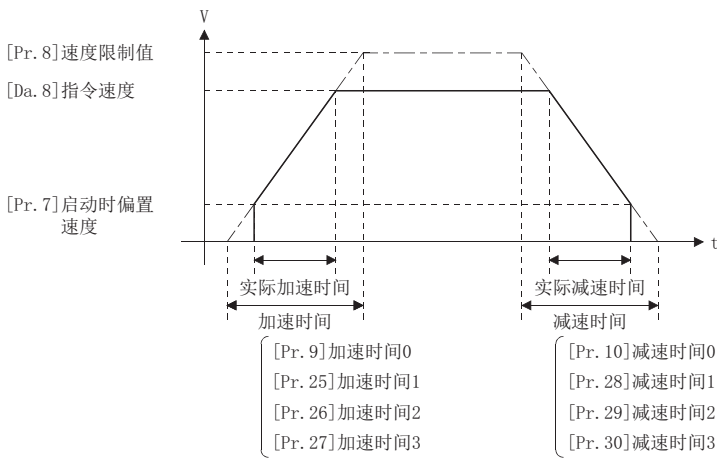 V
[Pr.8]速度限制值
[Da.8]指令速度
[Pr.7]启动时偏置
速度
t
实际加速时间
实际减速时间
加速时间
减速时间
[Pr.9]加速时间0
[Pr.25]加速时间1
[Pr.26]加速时间2
[Pr.27]加速时间3
[Pr.10]减速时间0
[Pr.28]减速时间1
[Pr.29]减速时间2
[Pr.30]减速时间3